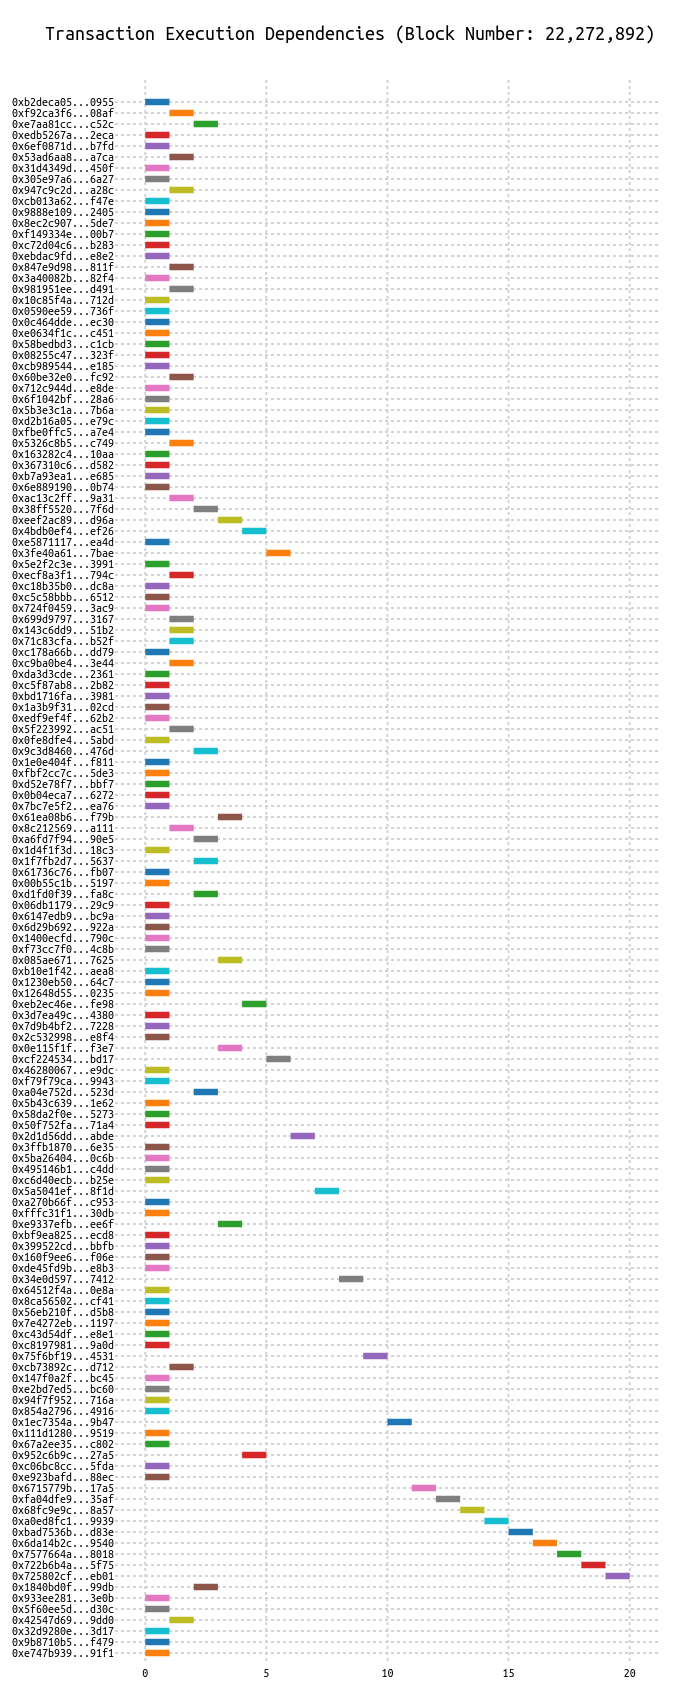 Transaction Execution Dependencies (Block Number: 22,272,892)
0xb2deca05...0955
0xf92ca3f6...08af
0xe7aa81cc...c52c
0xedb5267a...2eca
0x6ef0871d...b7fd
0x53ad6aa8...a7ca
0x31d4349d...450f
0x305e97a6...6a27
0x947c9c2d...a28c
0xcb013a62...f47e
0x9888e109...2405
0x8ec2c907...5de7
0xf149334e...00b7
0xc72d04c6...b283
0xebdac9fd...e8e2
0x847e9d98...811f
0x3a40082b...82f4
0x981951ee...d491
0x10c85f4a...712d
0x0590ee59...736f
0x0c464dde...ec30
0xe0634f1c...c451
0x58bedbd3...c1cb
0x08255c47...323f
0xcb989544...e185
0x60be32e0...fc92
0x712c944d...e8de
0x6f1042bf...28a6
0x5b3e3c1a...7b6a
0xd2b16a05...e79c
0xfbe0ffc5...a7e4
0x5326c8b5...c749
0x163282c4...10aa
0x367310c6...d582
0xb7a93ea1...e685
0x6e889190...0b74
0xac13c2ff...9a31
0x38ff5520...7f6d
0xeef2ac89...d96a
0x4bdb0ef4...ef26
0xe5871117...ea4d
0x3fe40a61...7bae
0x5e2f2c3e...3991
0xecf8a3f1...794c
0xc18b35b0...dc8a
0xc5c58bbb...6512
0x724f0459...3ac9
0x699d9797...3167
0x143c6dd9...51b2
0x71c83cfa...b52f
0xc178a66b...dd79
0xc9ba0be4...3e44
0xda3d3cde...2361
0xc5f87ab8...2b82
0xbd1716fa...3981
0x1a3b9f31...02cd
0xedf9ef4f...62b2
0x5f223992...ac51
0x0fe8dfe4...5abd
0x9c3d8460...476d
0x1e0e404f...f811
0xfbf2cc7c...5de3
0xd52e78f7...bbf7
0x0b04eca7...6272
0x7bc7e5f2...ea76
0x61ea08b6...f79b
0x8c212569...a111
0xa6fd7f94...90e5
0x1d4f1f3d...18c3
0x1f7fb2d7...5637
0x61736c76...fb07
0x00b55c1b...5197
0xd1fd0f39...fa8c
0x06db1179...29c9
0x6147edb9...bc9a
0x6d29b692...922a
0x1400ecfd...790c
0xf73cc7f0...4c8b
0x085ae671...7625
0xb10e1f42...aea8
0x1230eb50...64c7
0x12648d55...0235
0xeb2ec46e...fe98
0x3d7ea49c...4380
0x7d9b4bf2...7228
0x2c532998...e8f4
0x0e115f1f...f3e7
0xcf224534...bd17
0x46280067...e9dc
0xf79f79ca...9943
0xa04e752d...523d
0x5b43c639...1e62
0x58da2f0e...5273
0x50f752fa...71a4
0x2d1d56dd...abde
0x3ffb1870...6e35
0x5ba26404...0c6b
0x495146b1...c4dd
0xc6d40ecb...b25e
0x5a5041ef...8f1d
0xa270b66f...c953
0xfffc31f1...30db
0xe9337efb...ee6f
0xbf9ea825...ecd8
0x399522cd...bbfb
0x160f9ee6...f06e
0xde45fd9b...e8b3
0x34e0d597...7412
0x64512f4a...0e8a
0x8ca56502...cf41
0x56eb210f...d5b8
0x7e4272eb...1197
0xc43d54df...e8e1
0xc8197981...9a0d
0x75f6bf19...4531
0xcb73892c...d712
0x147f0a2f...bc45
0xe2bd7ed5...bc60
0x94f7f952...716a
0x854a2796...4916
0x1ec7354a...9b47
0x111d1280...9519
0x67a2ee35...c802
0x952c6b9c...27a5
0xc06bc8cc...5fda
0xe923bafd...88ec
0x6715779b...17a5
0xfa04dfe9...35af
0x68fc9e9c...8a57
0xa0ed8fc1...9939
0xbad7536b...d83e
0x6da14b2c...9540
0x7577664a...8018
0x722b6b4a...5f75
0x725802cf...eb01
0x1840bd0f...99db
0x933ee281...3e0b
0x5f60ee5d...d30c
0x42547d69...9dd0
0x32d9280e...3d17
0x9b8710b5...f479
0xe747b939...91f1
0 5 10 15 20